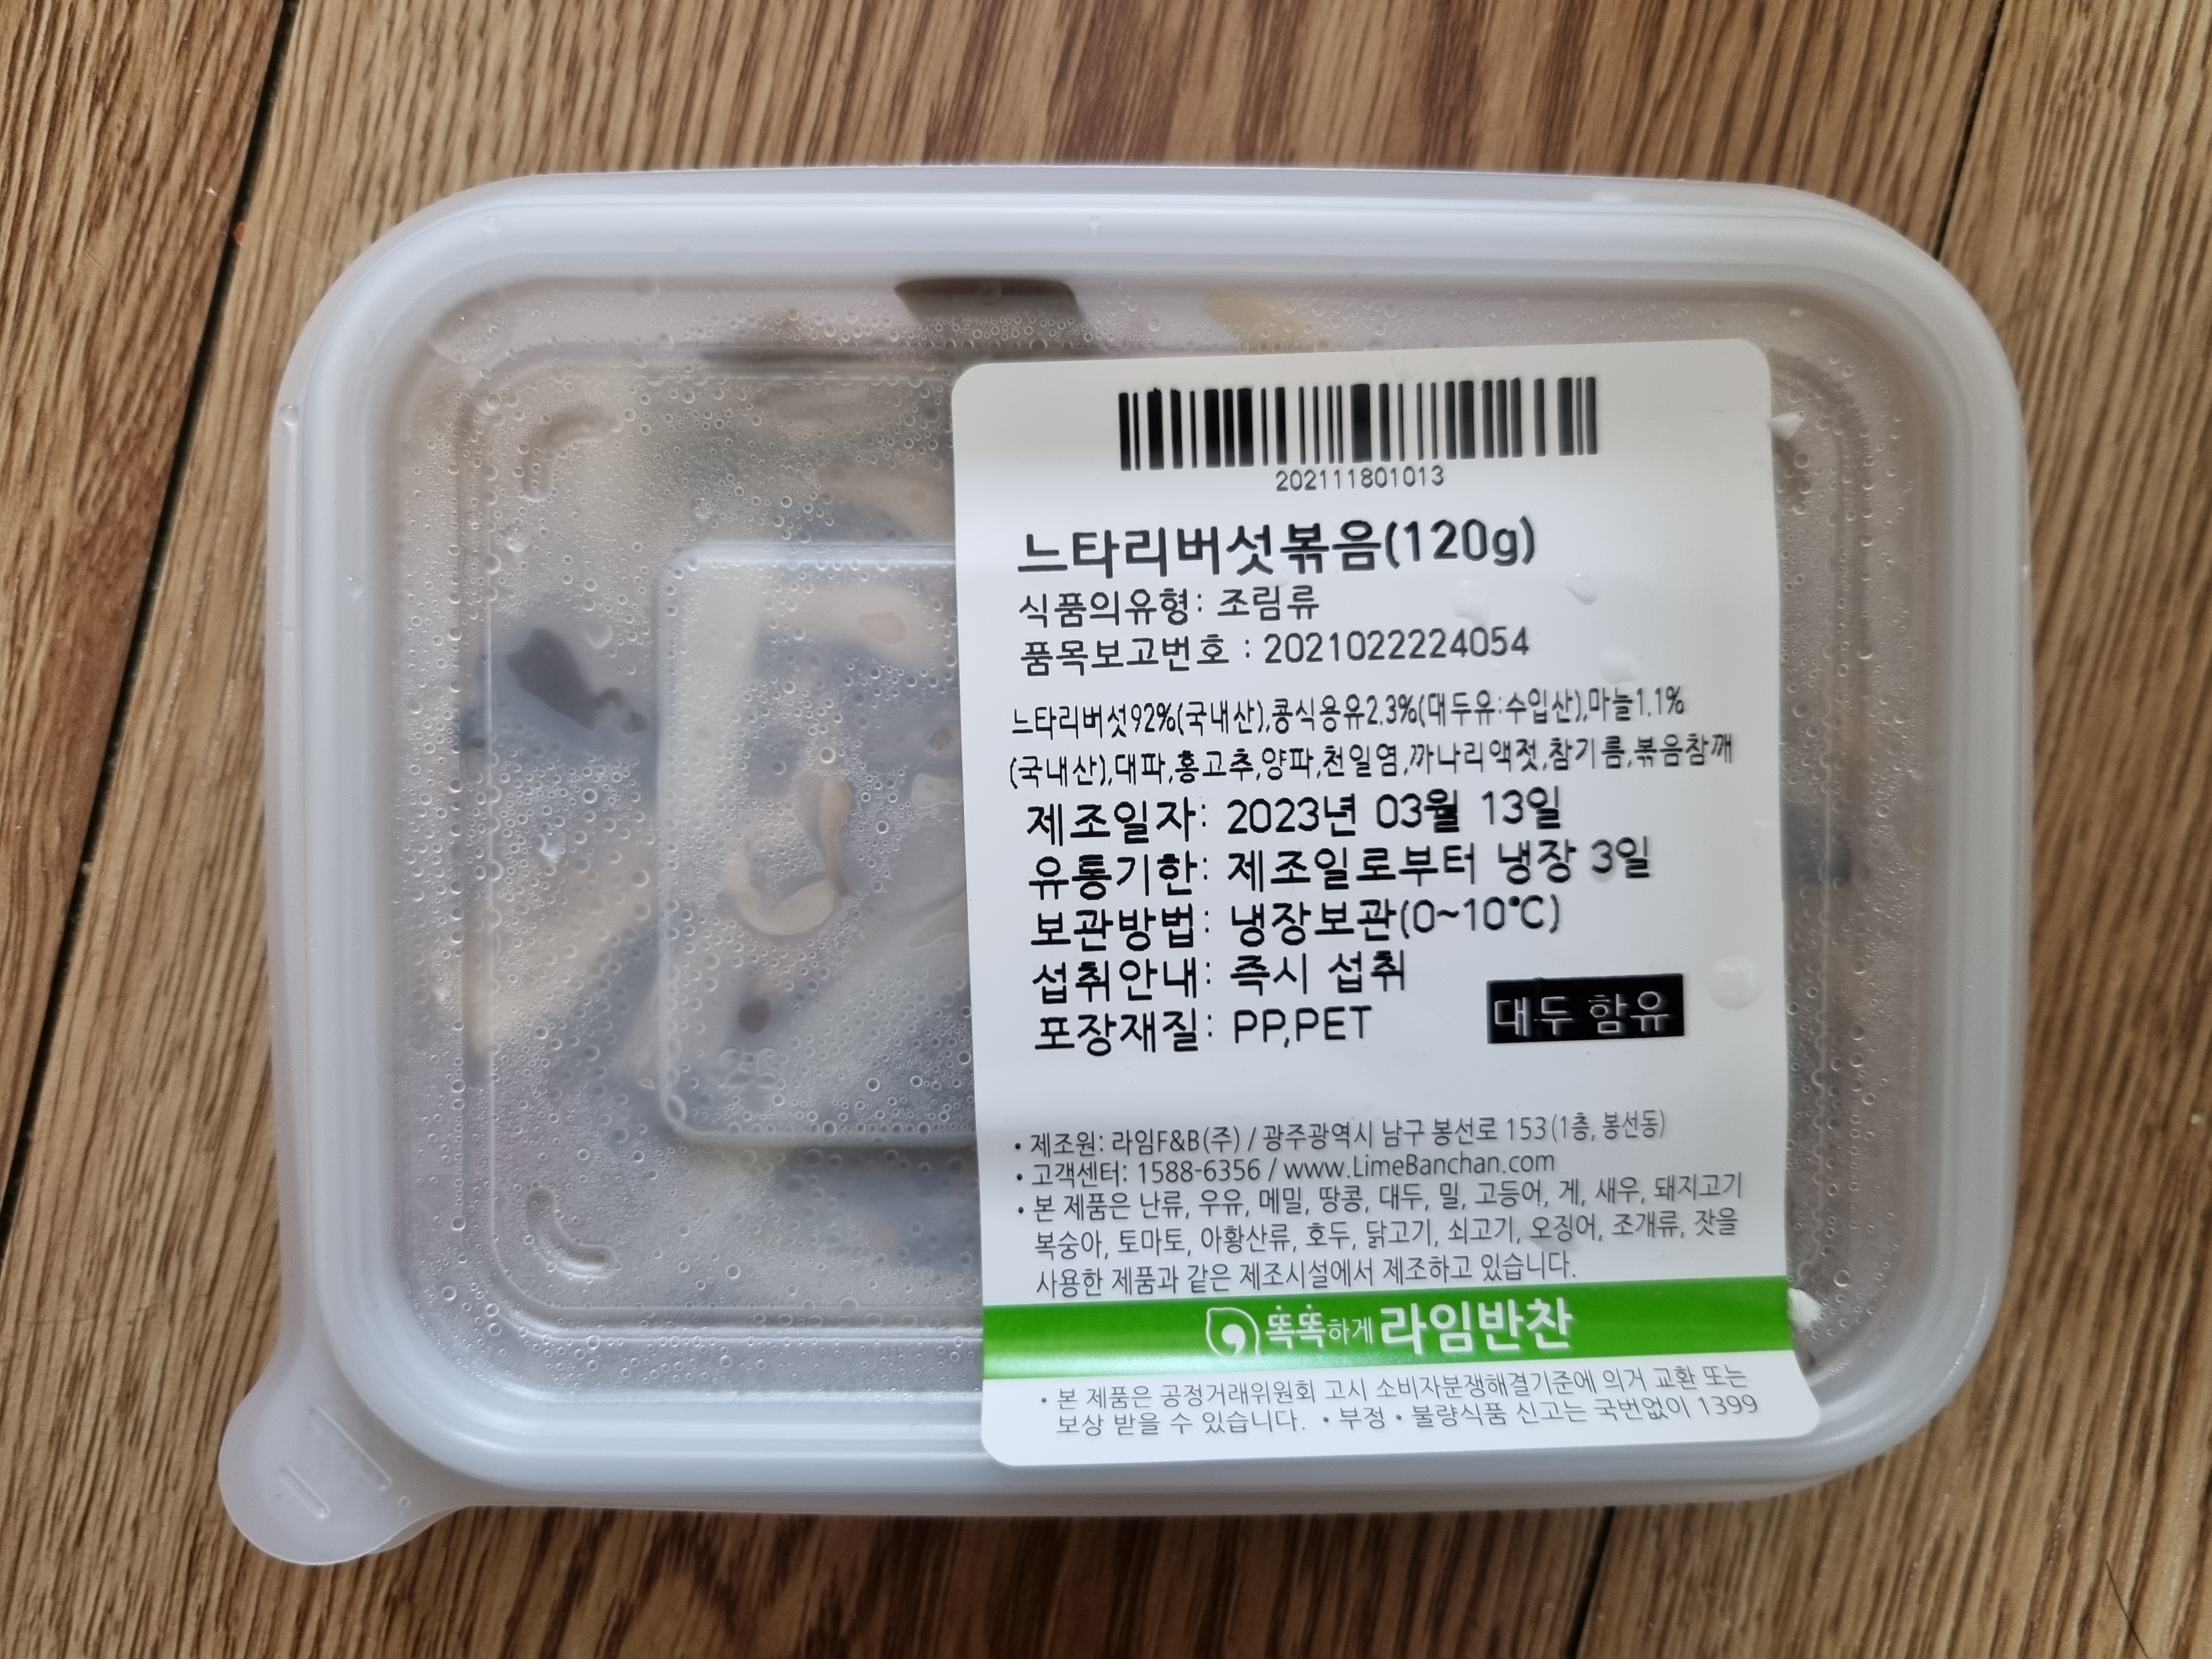 202111801013
느타리버섯볶음(120g)
식품의유형: 조림류
품목보고번호 : 2021022224054
느타리버섯92%(국내산),콩식용유2.3%(대두유:수입산),마늘1.1%
(국내산),대파,홍고추,양파,천일염,까나리액젓,참기름,볶음참깨
제조일자: 2023년 03월 13일
유통기한: 제조일로부터 냉장 3일
보관방법: 냉장보관(0~10℃)
섭취안내: 즉시 섭취
포장재질: PP,PET
대두 함유
• 제조원: 라임F&B(주) / 광주광역시 남구 봉선로 153(1층, 봉선동)
• 고객센터: 1588-6356 / www.LimeBanchan.com
• 본 제품은 난류, 우유, 메밀, 땅콩, 대두, 밀, 고등어, 게, 새우, 돼지고기
복숭아, 토마토, 아황산류, 호두, 닭고기, 쇠고기, 오징어, 조개류, 잣을
사용한 제품과 같은 제조시설에서 제조하고 있습니다.
똑똑하게 라임반찬
• 본 제품은 공정거래위원회 고시 소비자분쟁해결기준에 의거 교환 또는
보상 받을 수 있습니다. • 부정 • 불량식품 신고는 국번없이 1399